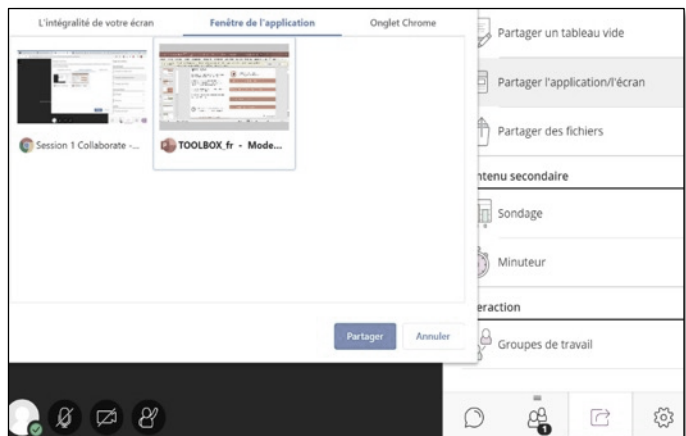 L'intégralité de votre écran
Fenêtre de l'application
Onglet Chrome
Session 1 Collaborate -...
TOOLBOX_fr - Mode...
Partager
Annuler
Partager un tableau vide
Partager l'application/l'écran
Partager des fichiers
ntenu secondaire
Sondage
Minuteur
eraction
Groupes de travail
1